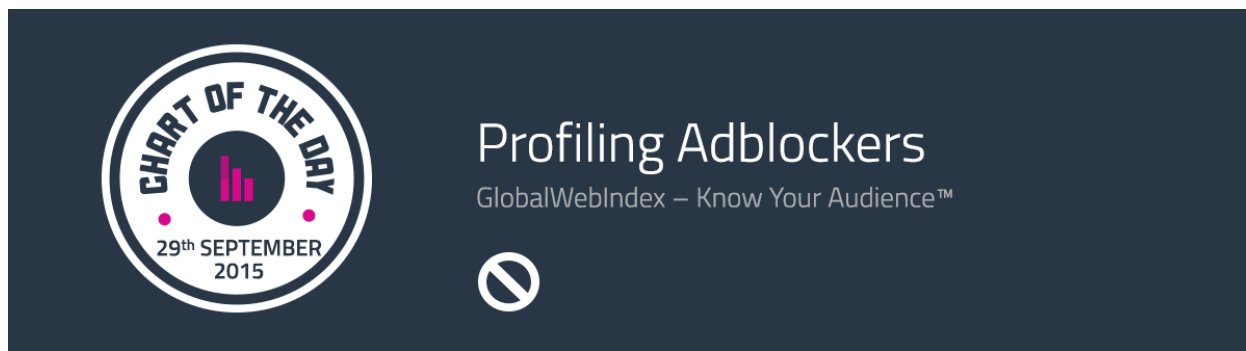 CHART OF THE DAY
29th SEPTEMBER
2015
Profiling Adblockers
GlobalWebIndex – Know Your Audience™